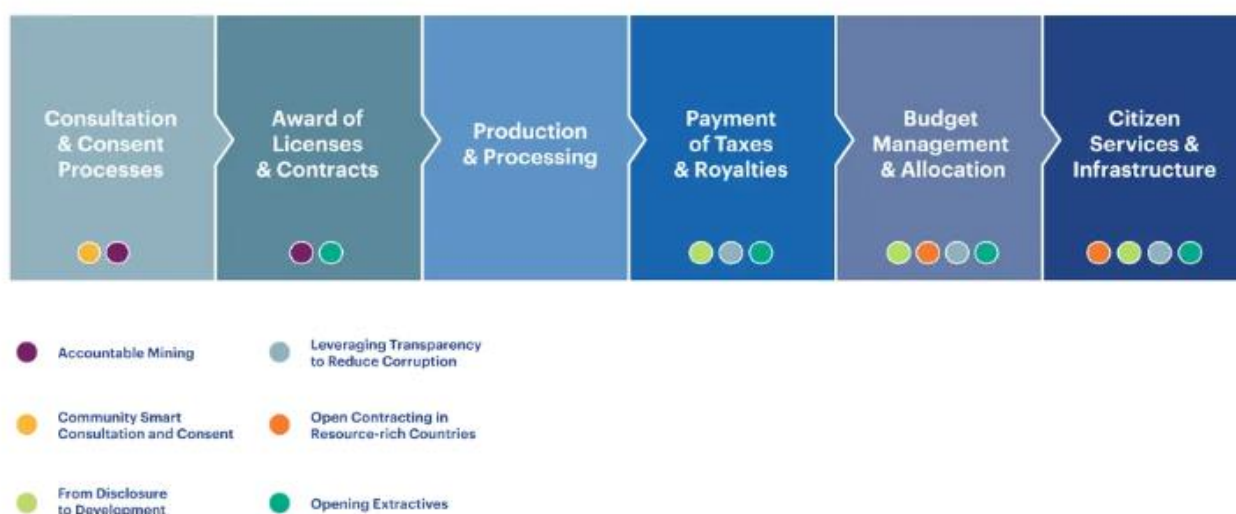 Consultation
& Consent
Processes
Award of
Licenses
& Contracts
Production
& Processing
Payment
of Taxes
& Royalties
Budget
Management
& Allocation
Citizen
Services &
Infrastructure
Accountable Mining
Leveraging Transparency
to Reduce Corruption
Community Smart
Consultation and Consent
Open Contracting in
Resource-rich Countries
From Disclosure
to Development
Opening Extractives